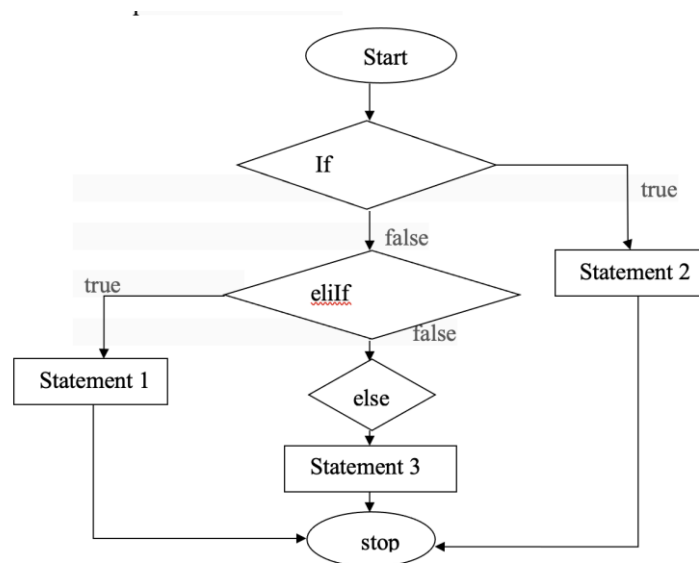 Start
If
true
false
Statement 2
true
eliIf
false
Statement 1
else
Statement 3
stop